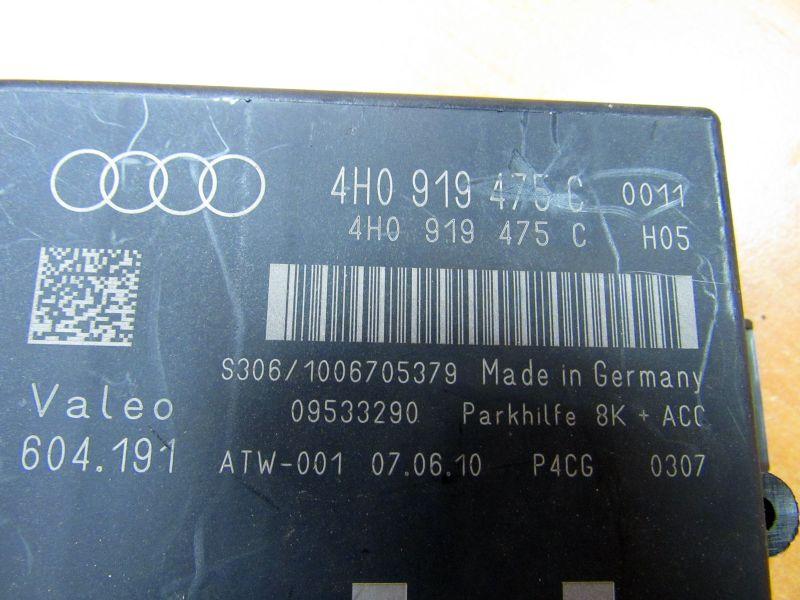 4H0 919 475 C 0011
4H0 919 475 C H05
S306/1006705379 Made in Germany
Valeo
09533290 Parkhilfe 8K + ACC
604.191
ATW-001 07.06.10 P4CG 0307